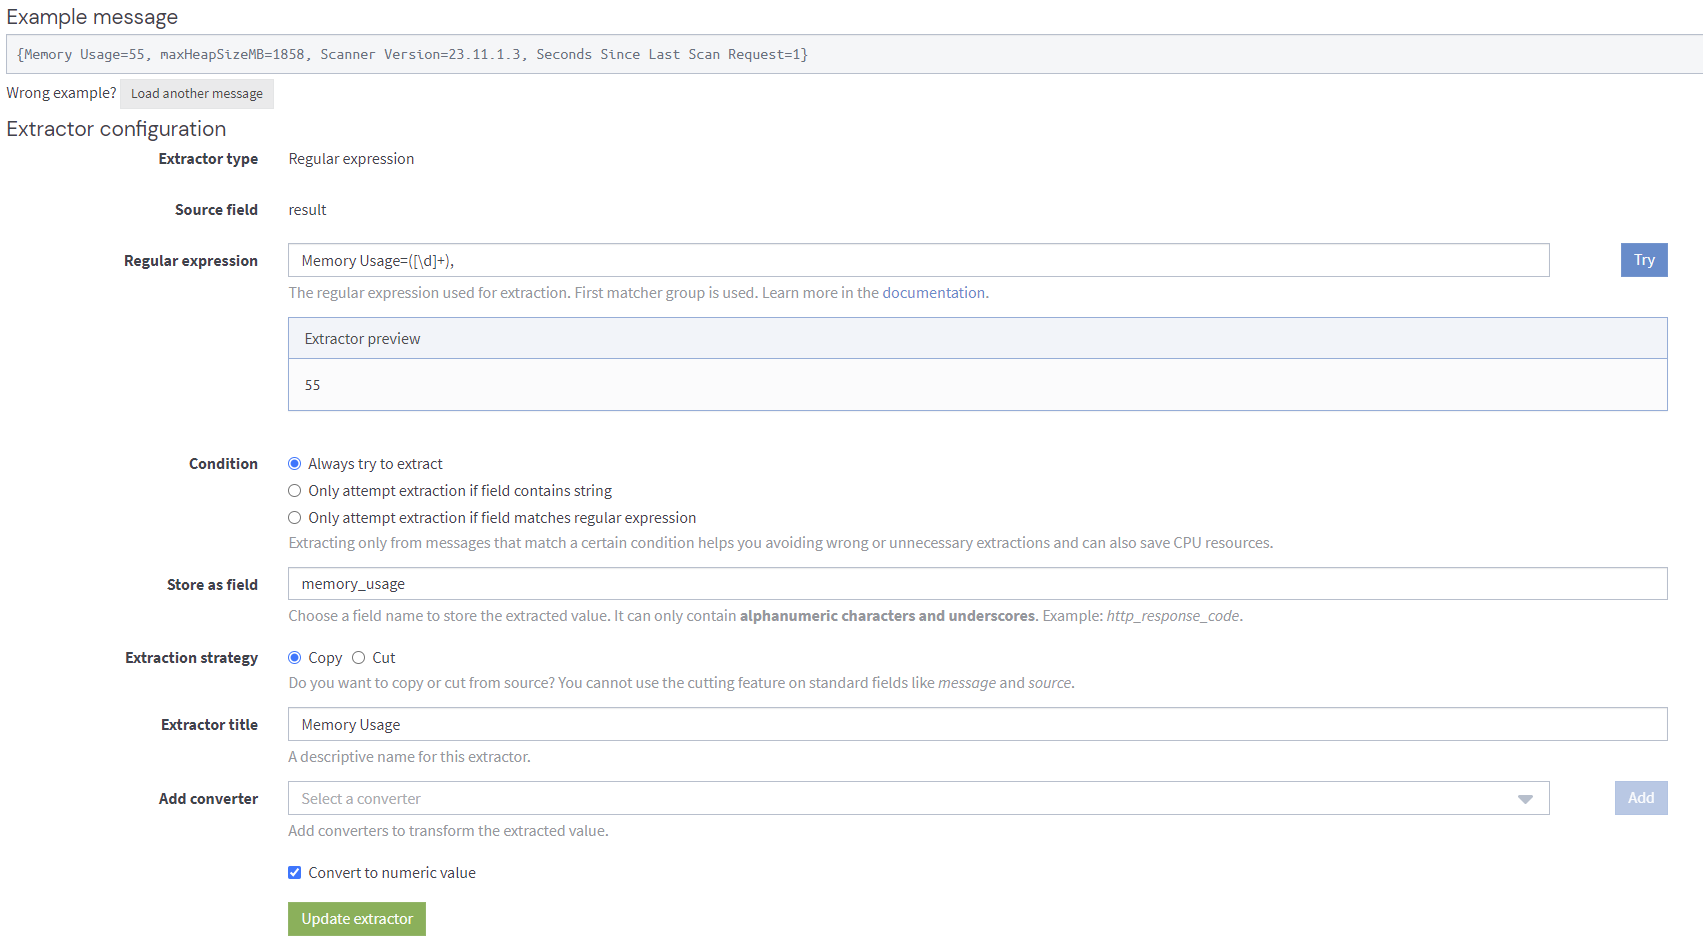 Example message
{Memory Usage=55, maxHeapSizeMB=1858, Scanner Version=23.11.1.3, Seconds Since Last Scan Request=1}
Wrong example? Load another message
Extractor configuration
Extractor type Regular expression
Source field result
Regular expression Memory Usage=([\d]+), Try
The regular expression used for extraction. First matcher group is used. Learn more in the documentation.
Extractor preview
55
Condition Always try to extract
Only attempt extraction if field contains string
Only attempt extraction if field matches regular expression
Extracting only from messages that match a certain condition helps you avoiding wrong or unnecessary extractions and can also save CPU resources.
Store as field memory_usage
Choose a field name to store the extracted value. It can only contain alphanumeric characters and underscores. Example: http_response_code.
Extraction strategy Copy Cut
Do you want to copy or cut from source? You cannot use the cutting feature on standard fields like message and source.
Extractor title Memory Usage
A descriptive name for this extractor.
Add converter Select a converter Add
Add converters to transform the extracted value.
Convert to numeric value
Update extractor